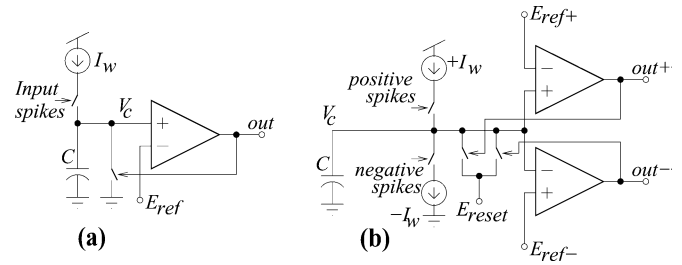 I_w
Input
spikes
V_c
C
+
−
out
E_ref
(a)
E_ref+
+I_w
positive
spikes
V_c
C
negative
spikes
−I_w
E_reset
−
+
out+
−
+
out−
E_ref−
(b)